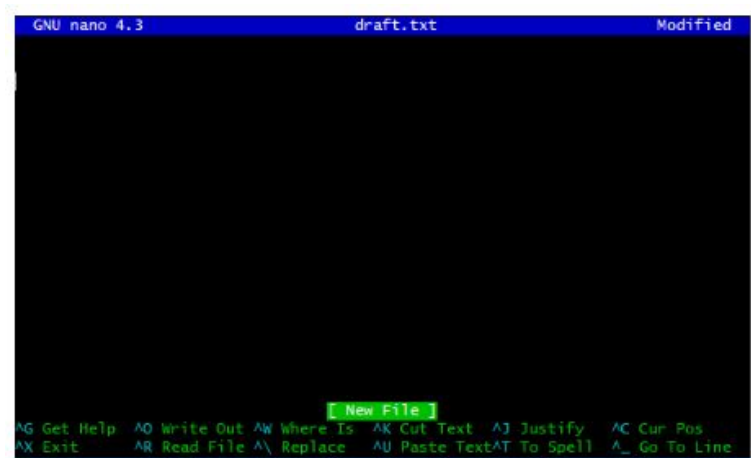 GNU nano 4.3 draft.txt Modified
[ New File ]
^G Get Help ^O Write Out ^W Where Is ^K Cut Text ^J Justify ^C Cur Pos
^X Exit ^R Read File ^\ Replace ^U Paste Text^T To Spell ^_ Go To Line